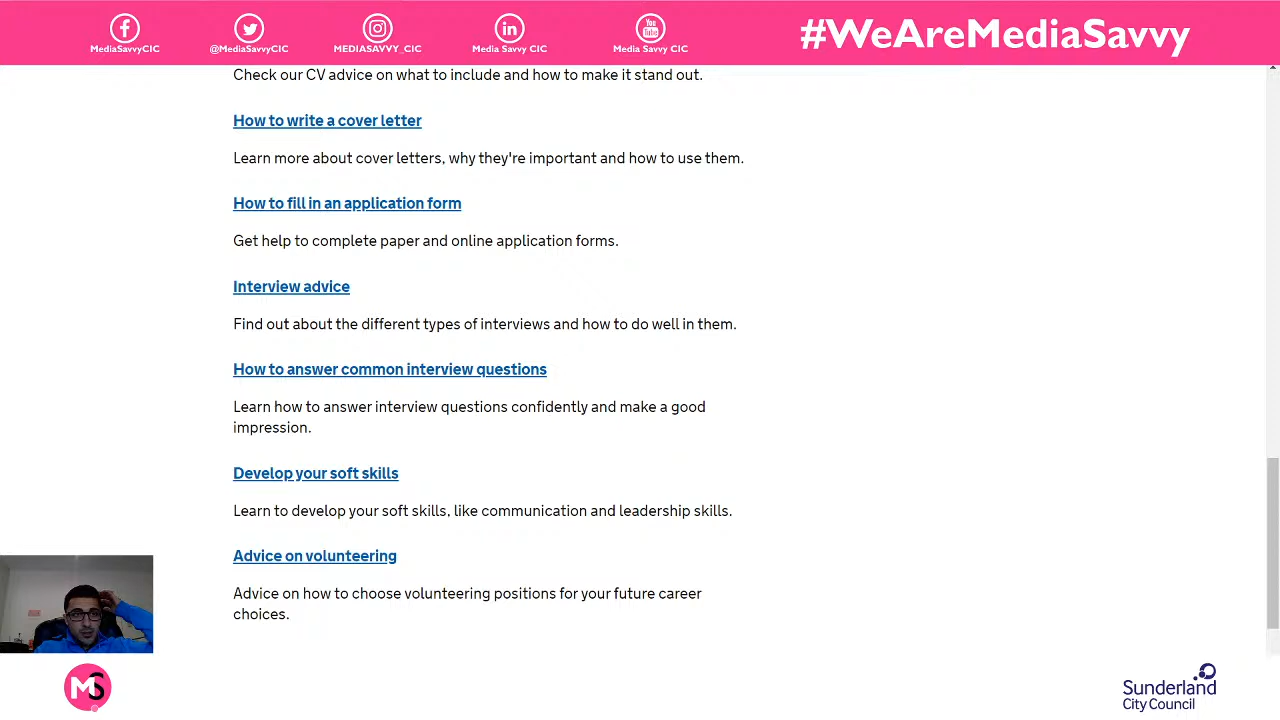 MediaSavvyCIC
@MediaSavvyCIC
MEDIASAVVY_CIC
in
Media Savvy CIC
You
Tube
Media Savvy CIC
#WeAreMediaSavvy
Check our CV advice on what to include and how to make it stand out.
How to write a cover letter
Learn more about cover letters, why they're important and how to use them.
How to fill in an application form
Get help to complete paper and online application forms.
Interview advice
Find out about the different types of interviews and how to do well in them.
How to answer common interview questions
Learn how to answer interview questions confidently and make a good
impression.
Develop your soft skills
Learn to develop your soft skills, like communication and leadership skills.
Advice on volunteering
Advice on how to choose volunteering positions for your future career
choices.
MS
Sunderland
City Council